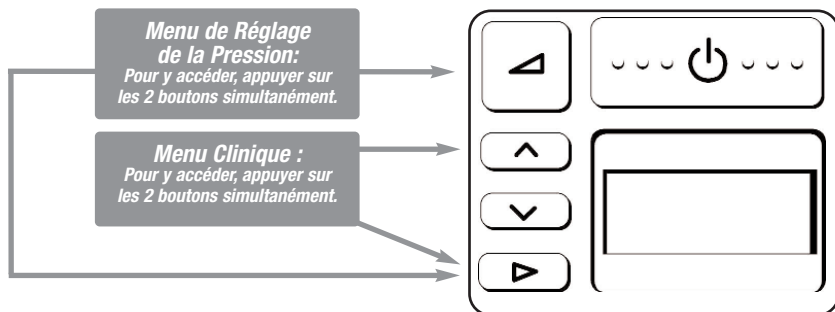 Menu de Réglage
de la Pression:
Pour y accéder, appuyer sur
les 2 boutons simultanément.
Menu Clinique :
Pour y accéder, appuyer sur
les 2 boutons simultanément.